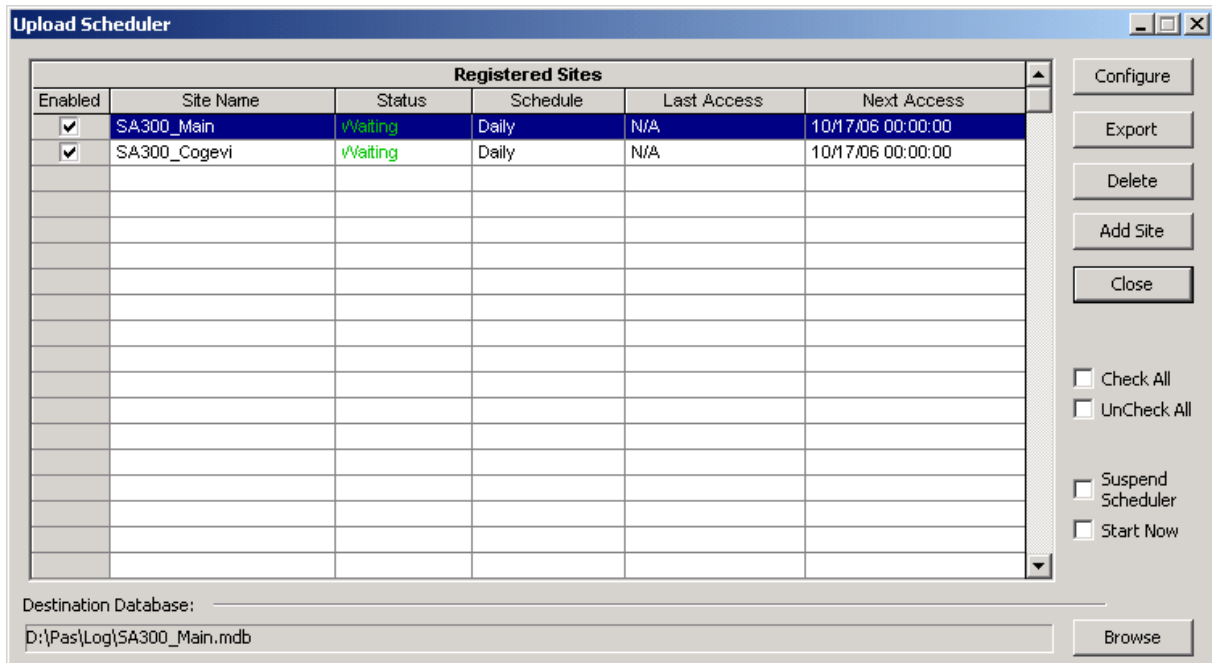 Upload Scheduler
Registered Sites
Enabled Site Name Status Schedule Last Access Next Access
SA300_Main Waiting Daily N/A 10/17/06 00:00:00
SA300_Cogevi Waiting Daily N/A 10/17/06 00:00:00
Configure
Export
Delete
Add Site
Close
Check All
UnCheck All
Suspend
Scheduler
Start Now
Destination Database:
D:\Pas\Log\SA300_Main.mdb
Browse